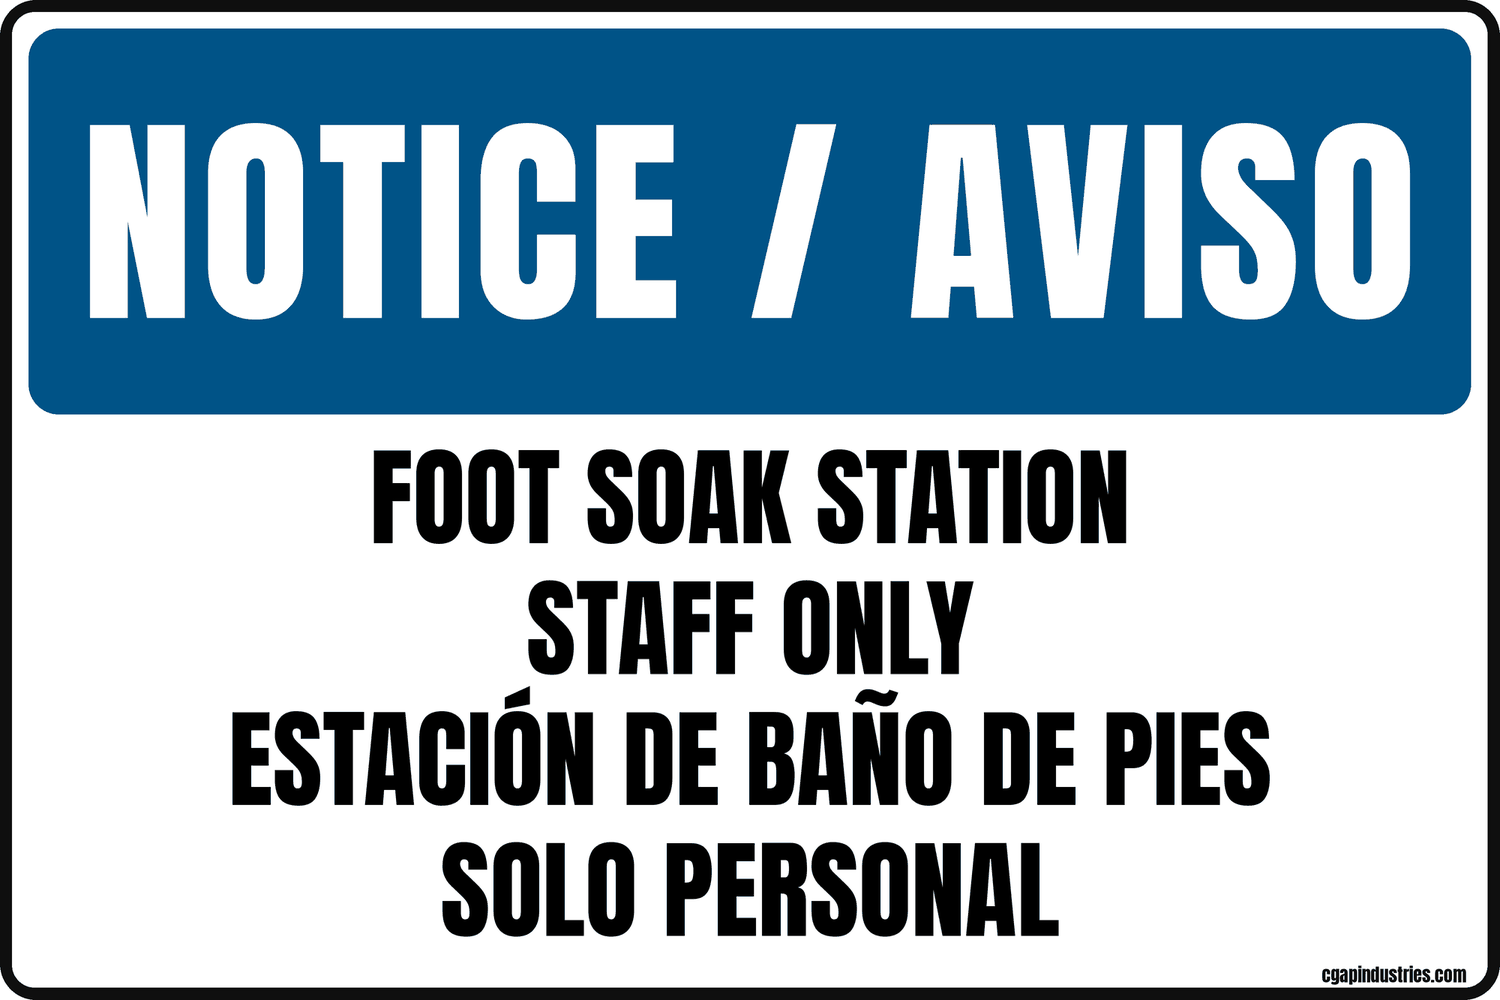 NOTICE / AVISO
FOOT SOAK STATION
STAFF ONLY
ESTACIÓN DE BAÑO DE PIES
SOLO PERSONAL
cgapindustries.com